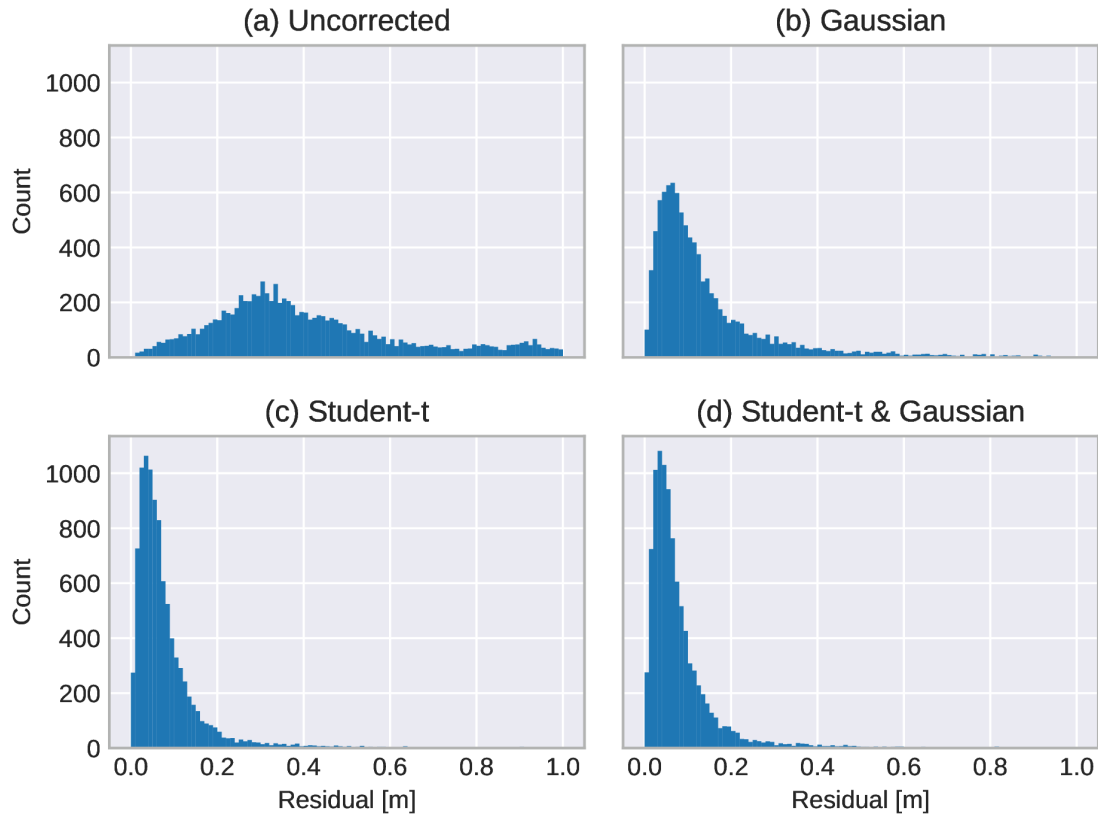 (a) Uncorrected
(b) Gaussian
1000
800
600
400
200
0
Count
(c) Student-t
(d) Student-t & Gaussian
1000
800
600
400
200
0
Count
0.0 0.2 0.4 0.6 0.8 1.0
0.0 0.2 0.4 0.6 0.8 1.0
Residual [m]
Residual [m]